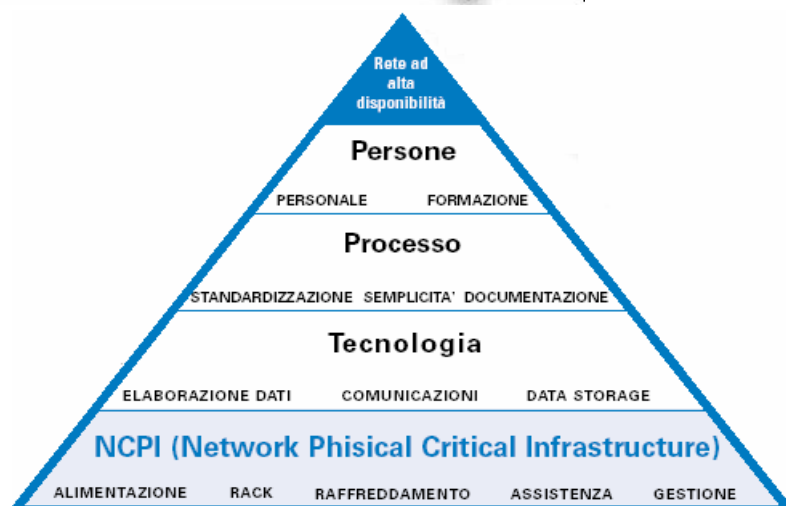 Rete ad
alta
disponibilità
Persone
PERSONALE FORMAZIONE
Processo
STANDARDIZZAZIONE SEMPLICITA' DOCUMENTAZIONE
Tecnologia
ELABORAZIONE DATI COMUNICAZIONI DATA STORAGE
NCPI (Network Phisical Critical Infrastructure)
ALIMENTAZIONE RACK RAFFREDDAMENTO ASSISTENZA GESTIONE